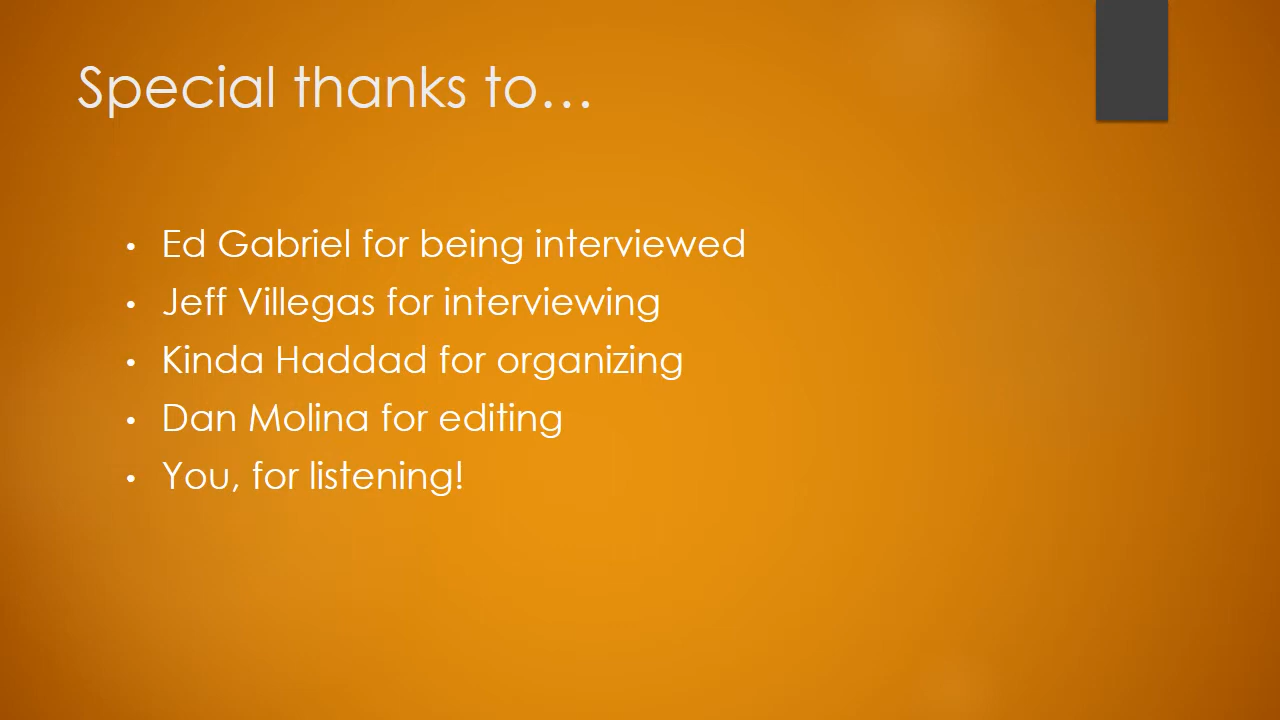 Special thanks to…
• Ed Gabriel for being interviewed
• Jeff Villegas for interviewing
• Kinda Haddad for organizing
• Dan Molina for editing
• You, for listening!